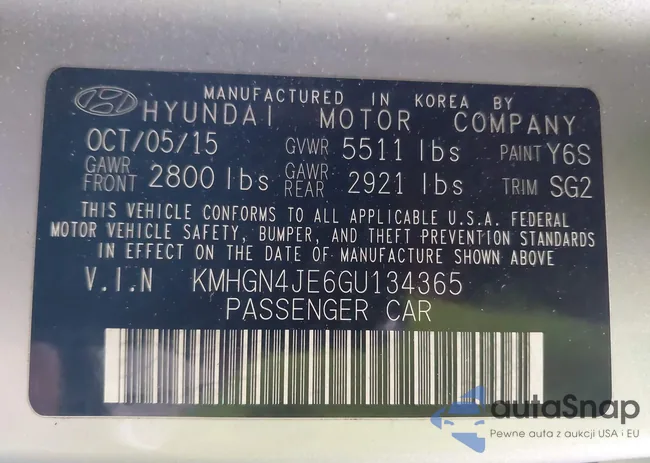 MANUFACTURED IN KOREA BY
HYUNDAI MOTOR COMPANY
OCT/05/15 GVWR 5511 lbs PAINT Y6S
GAWR FRONT 2800 lbs GAWR REAR 2921 lbs TRIM SG2
THIS VEHICLE CONFORMS TO ALL APPLICABLE U.S.A. FEDERAL
MOTOR VEHICLE SAFETY, BUMPER, AND THEFT PREVENTION STANDARDS
IN EFFECT ON THE DATE OF MANUFACTURE SHOWN ABOVE
V.I.N KMHGN4JE6GU134365
PASSENGER CAR
autaSnap
Pewne auta z aukcji USA i EU